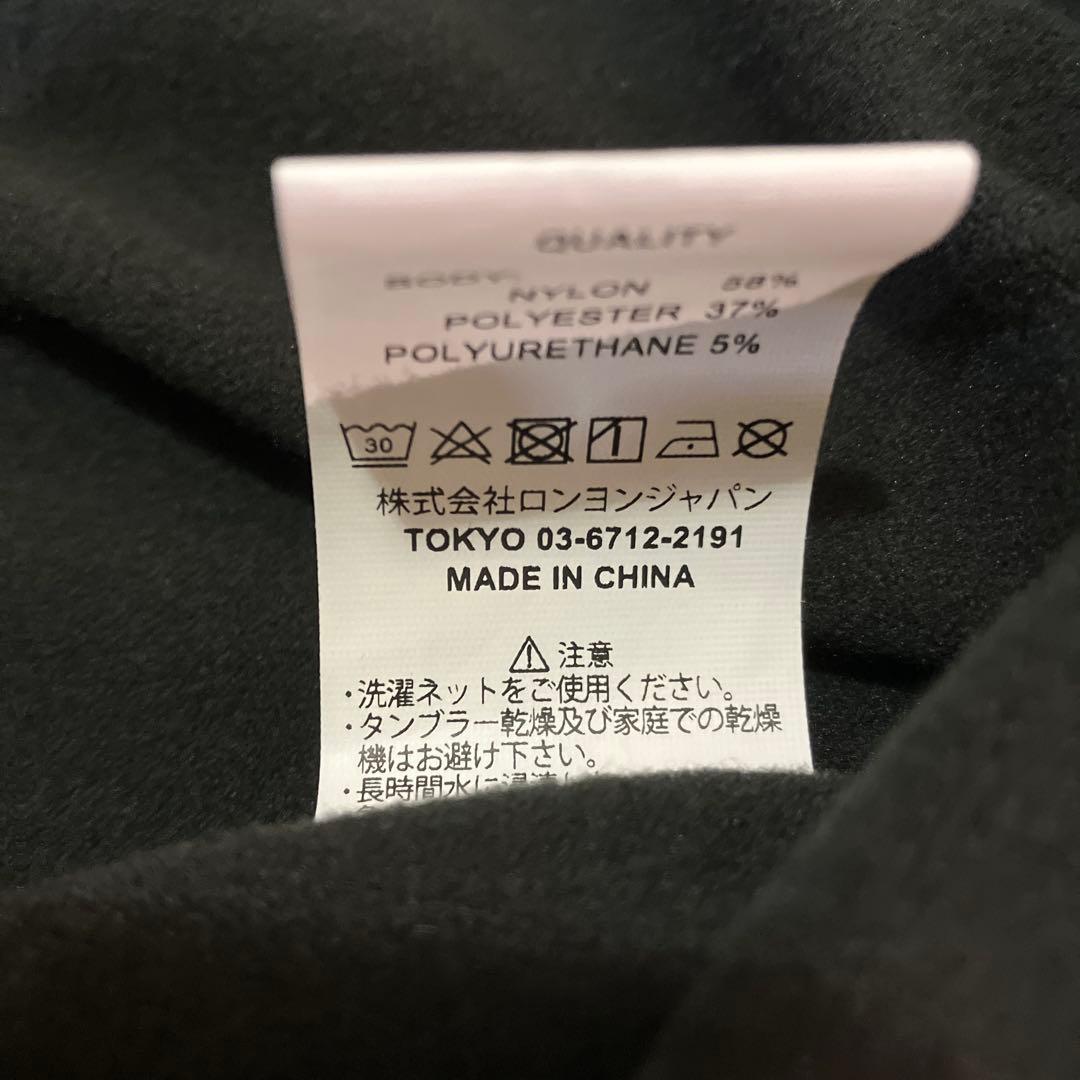 QUALITY
BODY:
NYLON 58%
POLYESTER 37%
POLYURETHANE 5%
30
株式会社ロンヨンジャパン
TOKYO 03-6712-2191
MADE IN CHINA
注意
・洗濯ネットをご使用ください。
・タンブラー乾燥及び家庭での乾燥
機はお避け下さい。
・長時間水に浸漬